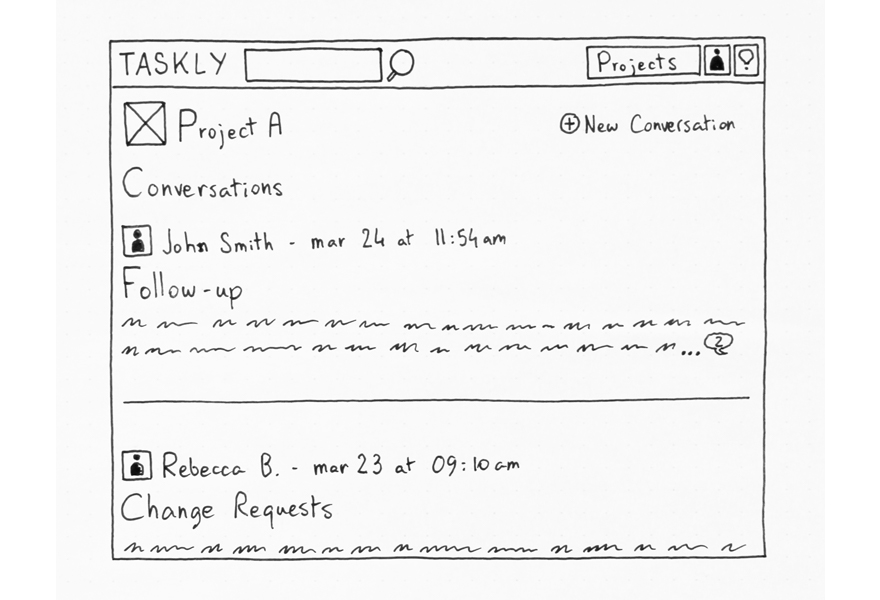 TASKLY
Projects
Project A
New Conversation
Conversations
John Smith - mar 24 at 11:54am
Follow-up
...2
Rebecca B. - mar 23 at 09:10am
Change Requests